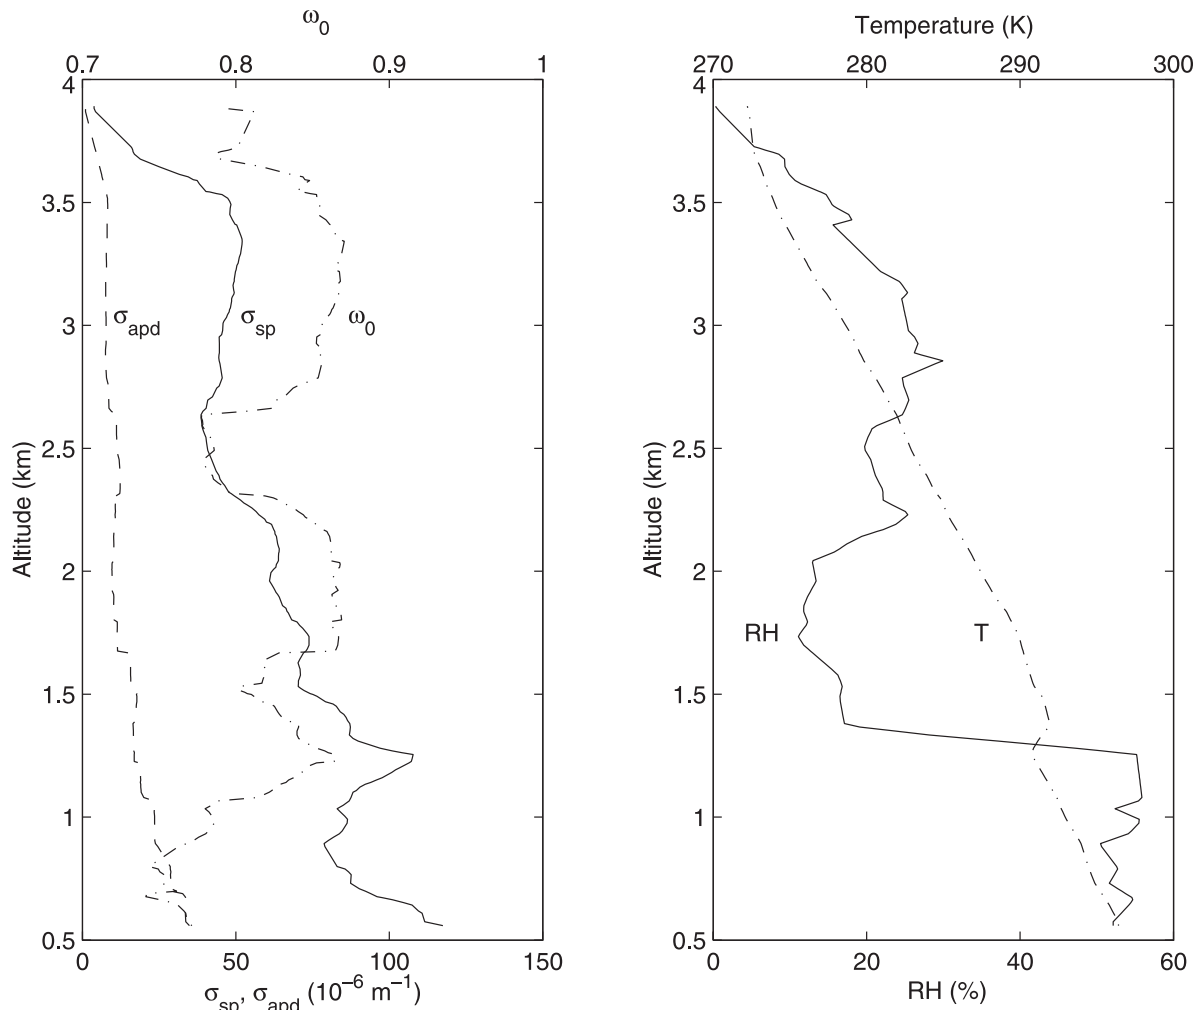 ω0
0.7 0.8 0.9 1
4
3.5
3
2.5
2
1.5
1
0.5
Altitude (km)
σapd
σsp
ω0
0 50 100 150
σsp, σapd (10−6 m−1)
Temperature (K)
270 280 290 300
4
3.5
3
2.5
2
1.5
1
0.5
Altitude (km)
RH
T
0 20 40 60
RH (%)